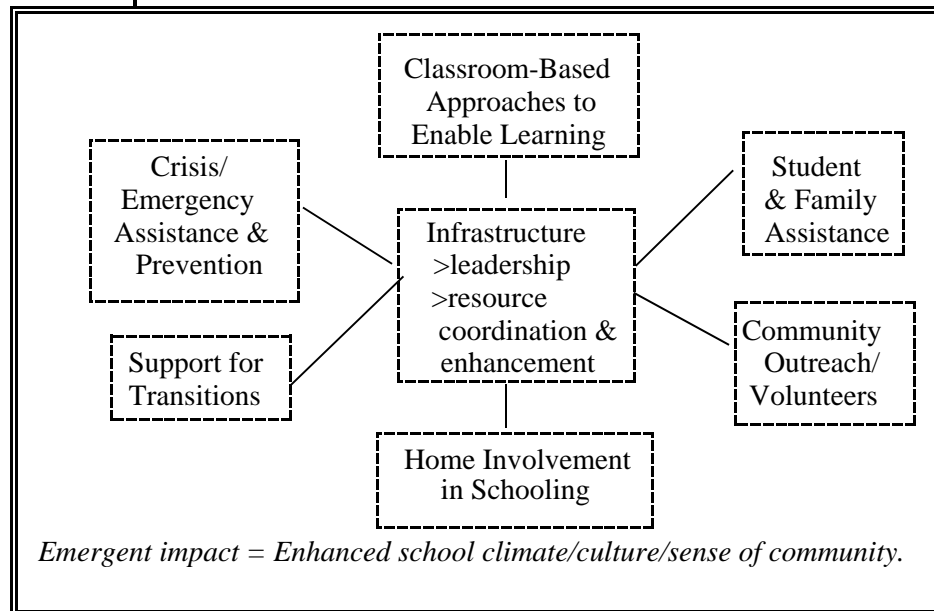 Classroom-Based
Approaches to
Enable Learning
Crisis/
Emergency
Assistance &
Prevention
Student
& Family
Assistance
Infrastructure
>leadership
>resource
coordination &
enhancement
Support for
Transitions
Community
Outreach/
Volunteers
Home Involvement
in Schooling
Emergent impact = Enhanced school climate/culture/sense of community.